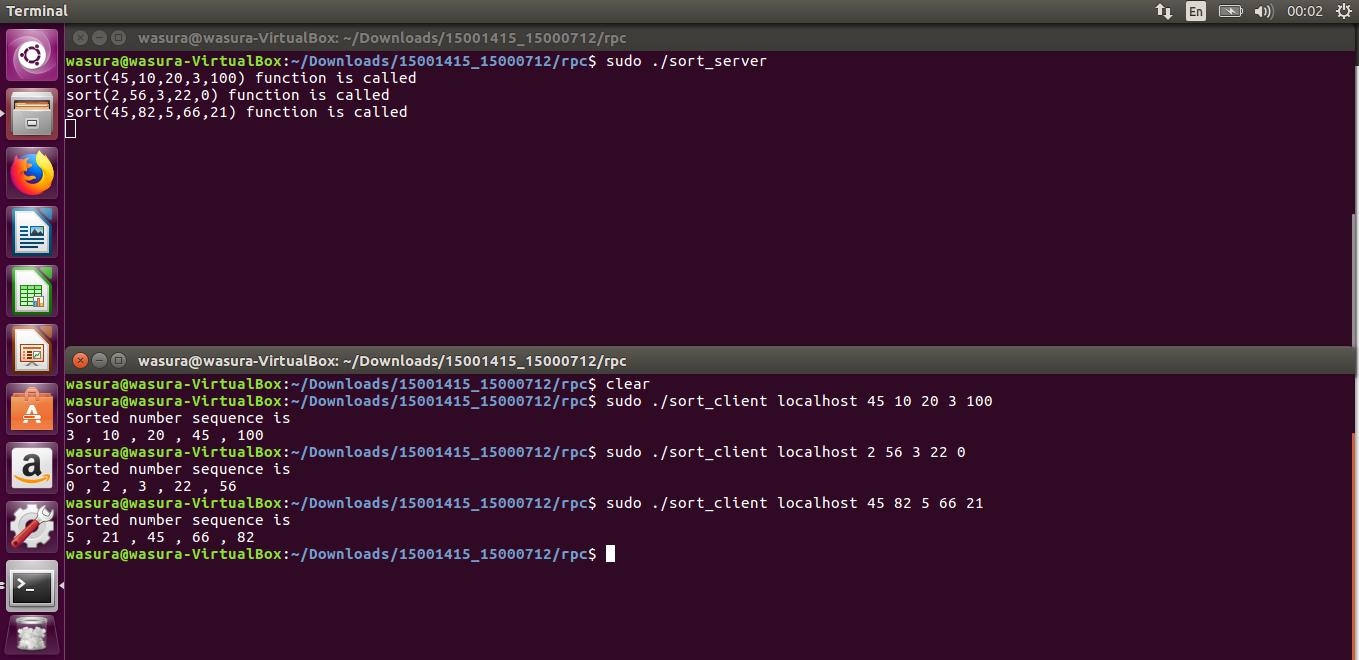 Terminal
En
00:02
wasura@wasura-VirtualBox: ~/Downloads/15001415_15000712/rpc
wasura@wasura-VirtualBox:~/Downloads/15001415_15000712/rpc$ sudo ./sort_server
sort(45,10,20,3,100) function is called
sort(2,56,3,22,0) function is called
sort(45,82,5,66,21) function is called
wasura@wasura-VirtualBox: ~/Downloads/15001415_15000712/rpc
wasura@wasura-VirtualBox:~/Downloads/15001415_15000712/rpc$ clear
wasura@wasura-VirtualBox:~/Downloads/15001415_15000712/rpc$ sudo ./sort_client localhost 45 10 20 3 100
Sorted number sequence is
3 , 10 , 20 , 45 , 100
wasura@wasura-VirtualBox:~/Downloads/15001415_15000712/rpc$ sudo ./sort_client localhost 2 56 3 22 0
Sorted number sequence is
0 , 2 , 3 , 22 , 56
wasura@wasura-VirtualBox:~/Downloads/15001415_15000712/rpc$ sudo ./sort_client localhost 45 82 5 66 21
Sorted number sequence is
5 , 21 , 45 , 66 , 82
wasura@wasura-VirtualBox:~/Downloads/15001415_15000712/rpc$